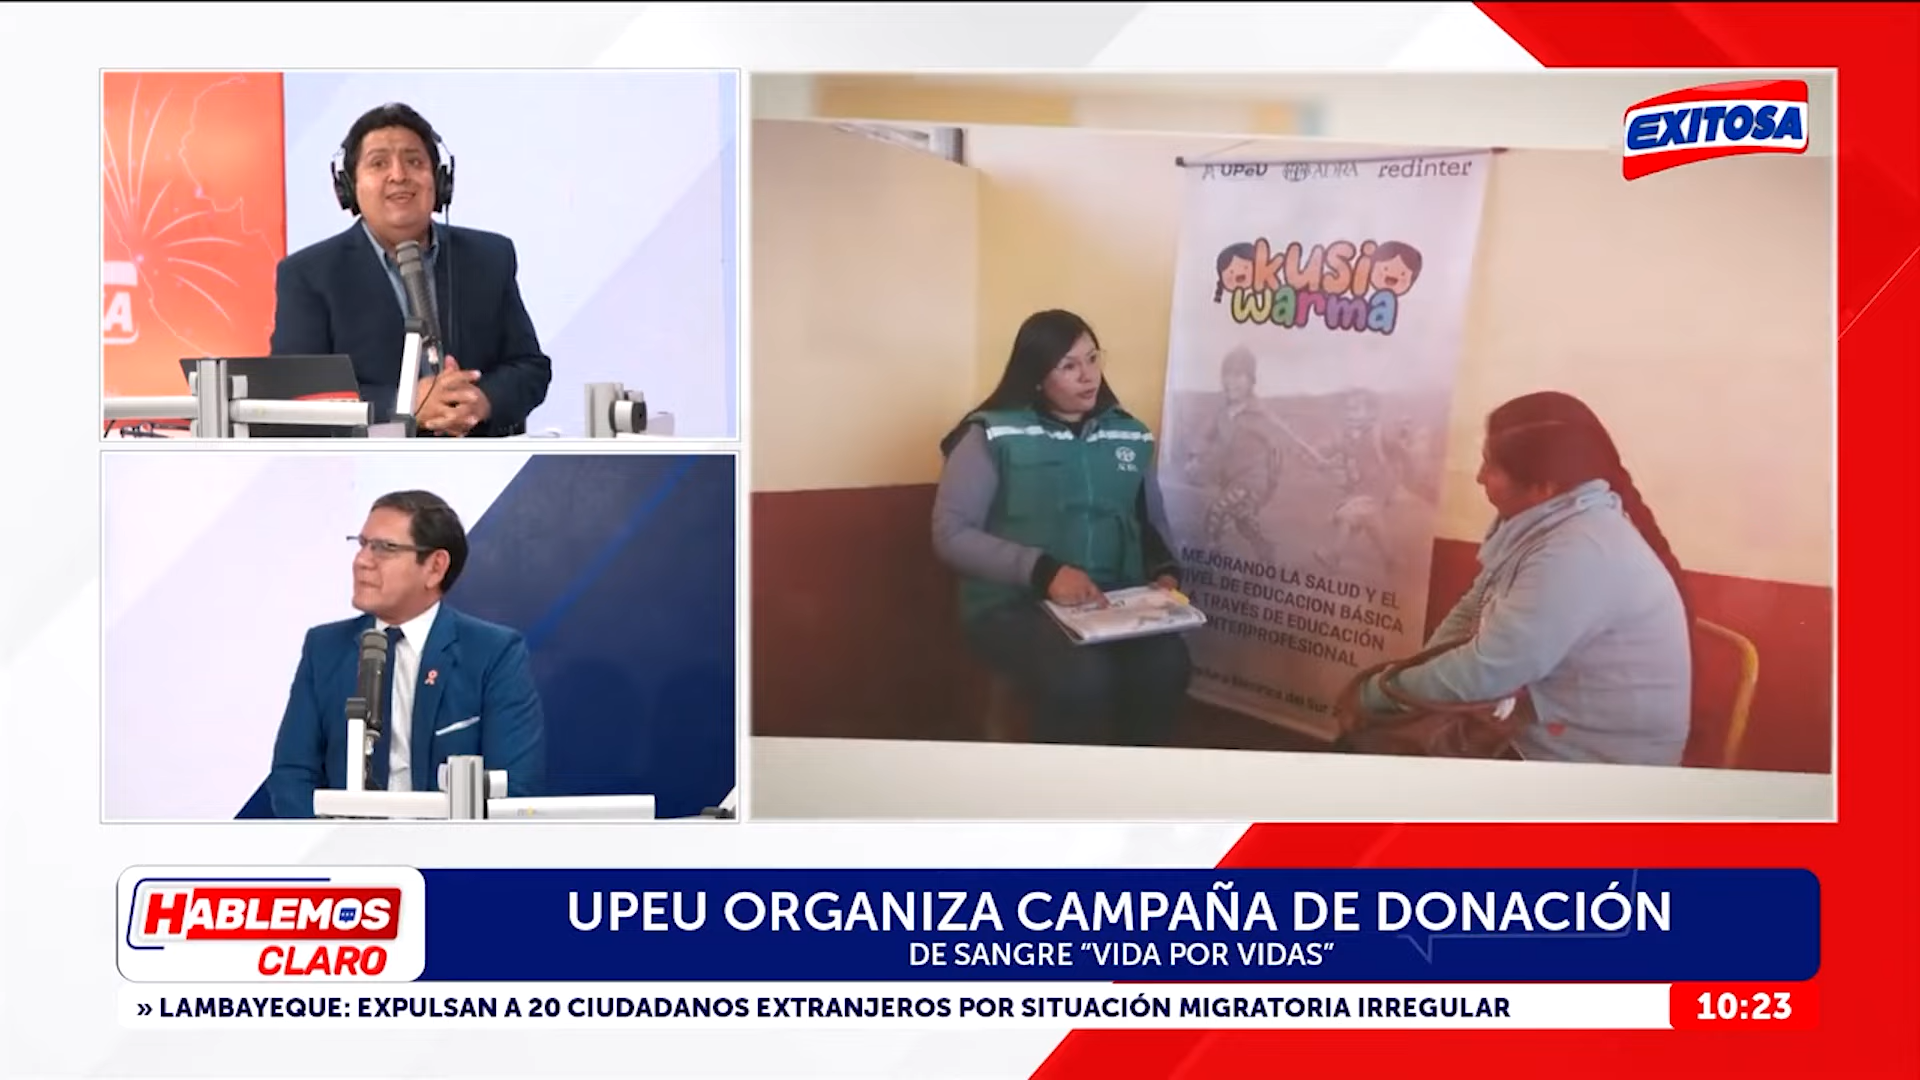 EXITOSA
UPeU ADRA redinter
kusi
warma
MEJORANDO LA SALUD Y EL
NIVEL DE EDUCACION BÁSICA
A TRAVÉS DE EDUCACIÓN
INTERPROFESIONAL
HABLEMOS
CLARO
UPEU ORGANIZA CAMPAÑA DE DONACIÓN
DE SANGRE “VIDA POR VIDAS”
» LAMBAYEQUE: EXPULSAN A 20 CIUDADANOS EXTRANJEROS POR SITUACIÓN MIGRATORIA IRREGULAR
10:23